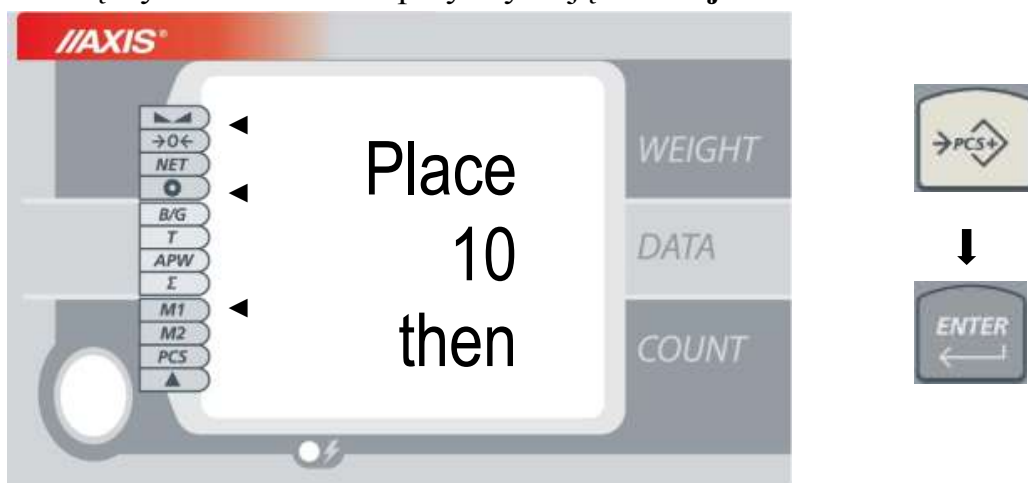 //AXIS®
→0←
NET
B/G
T
APW
Σ
M1
M2
PCS
Place
10
then
WEIGHT
DATA
COUNT
→PCS+
ENTER